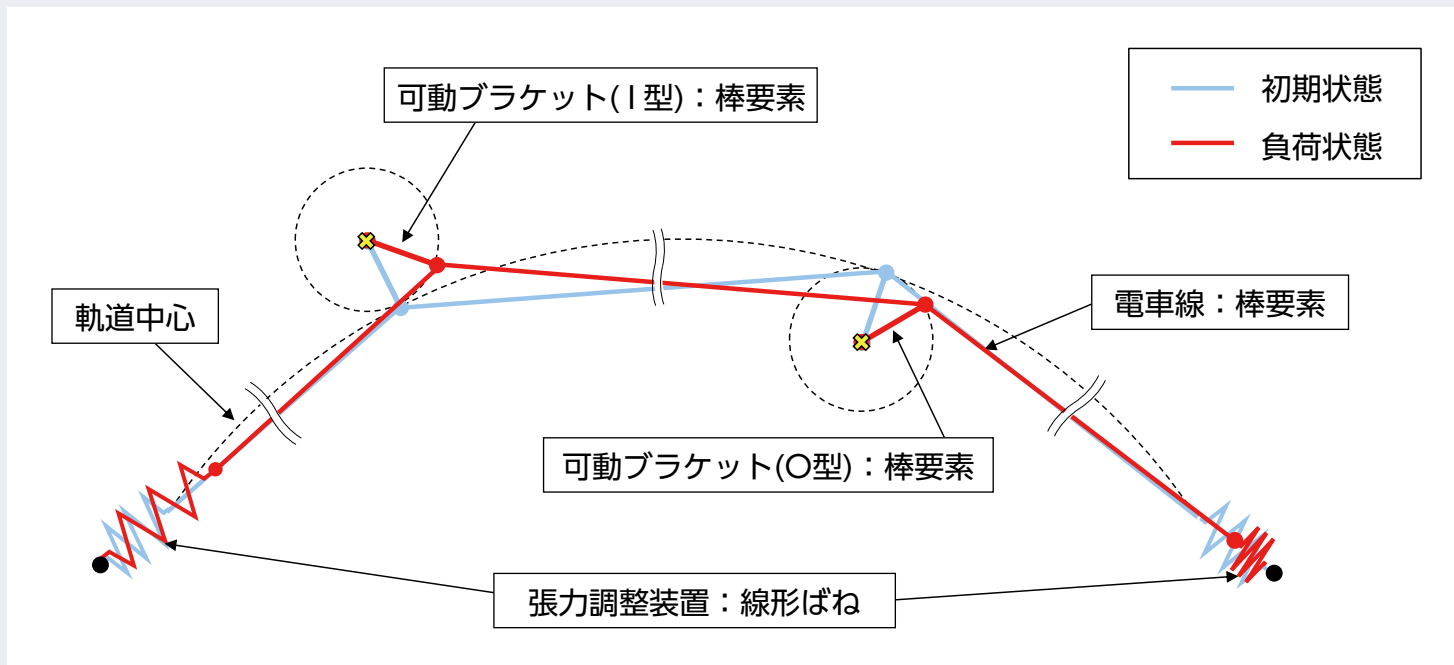 可動ブラケット(I型)：棒要素
初期状態
負荷状態
軌道中心
電車線：棒要素
可動ブラケット(O型)：棒要素
張力調整装置：線形ばね